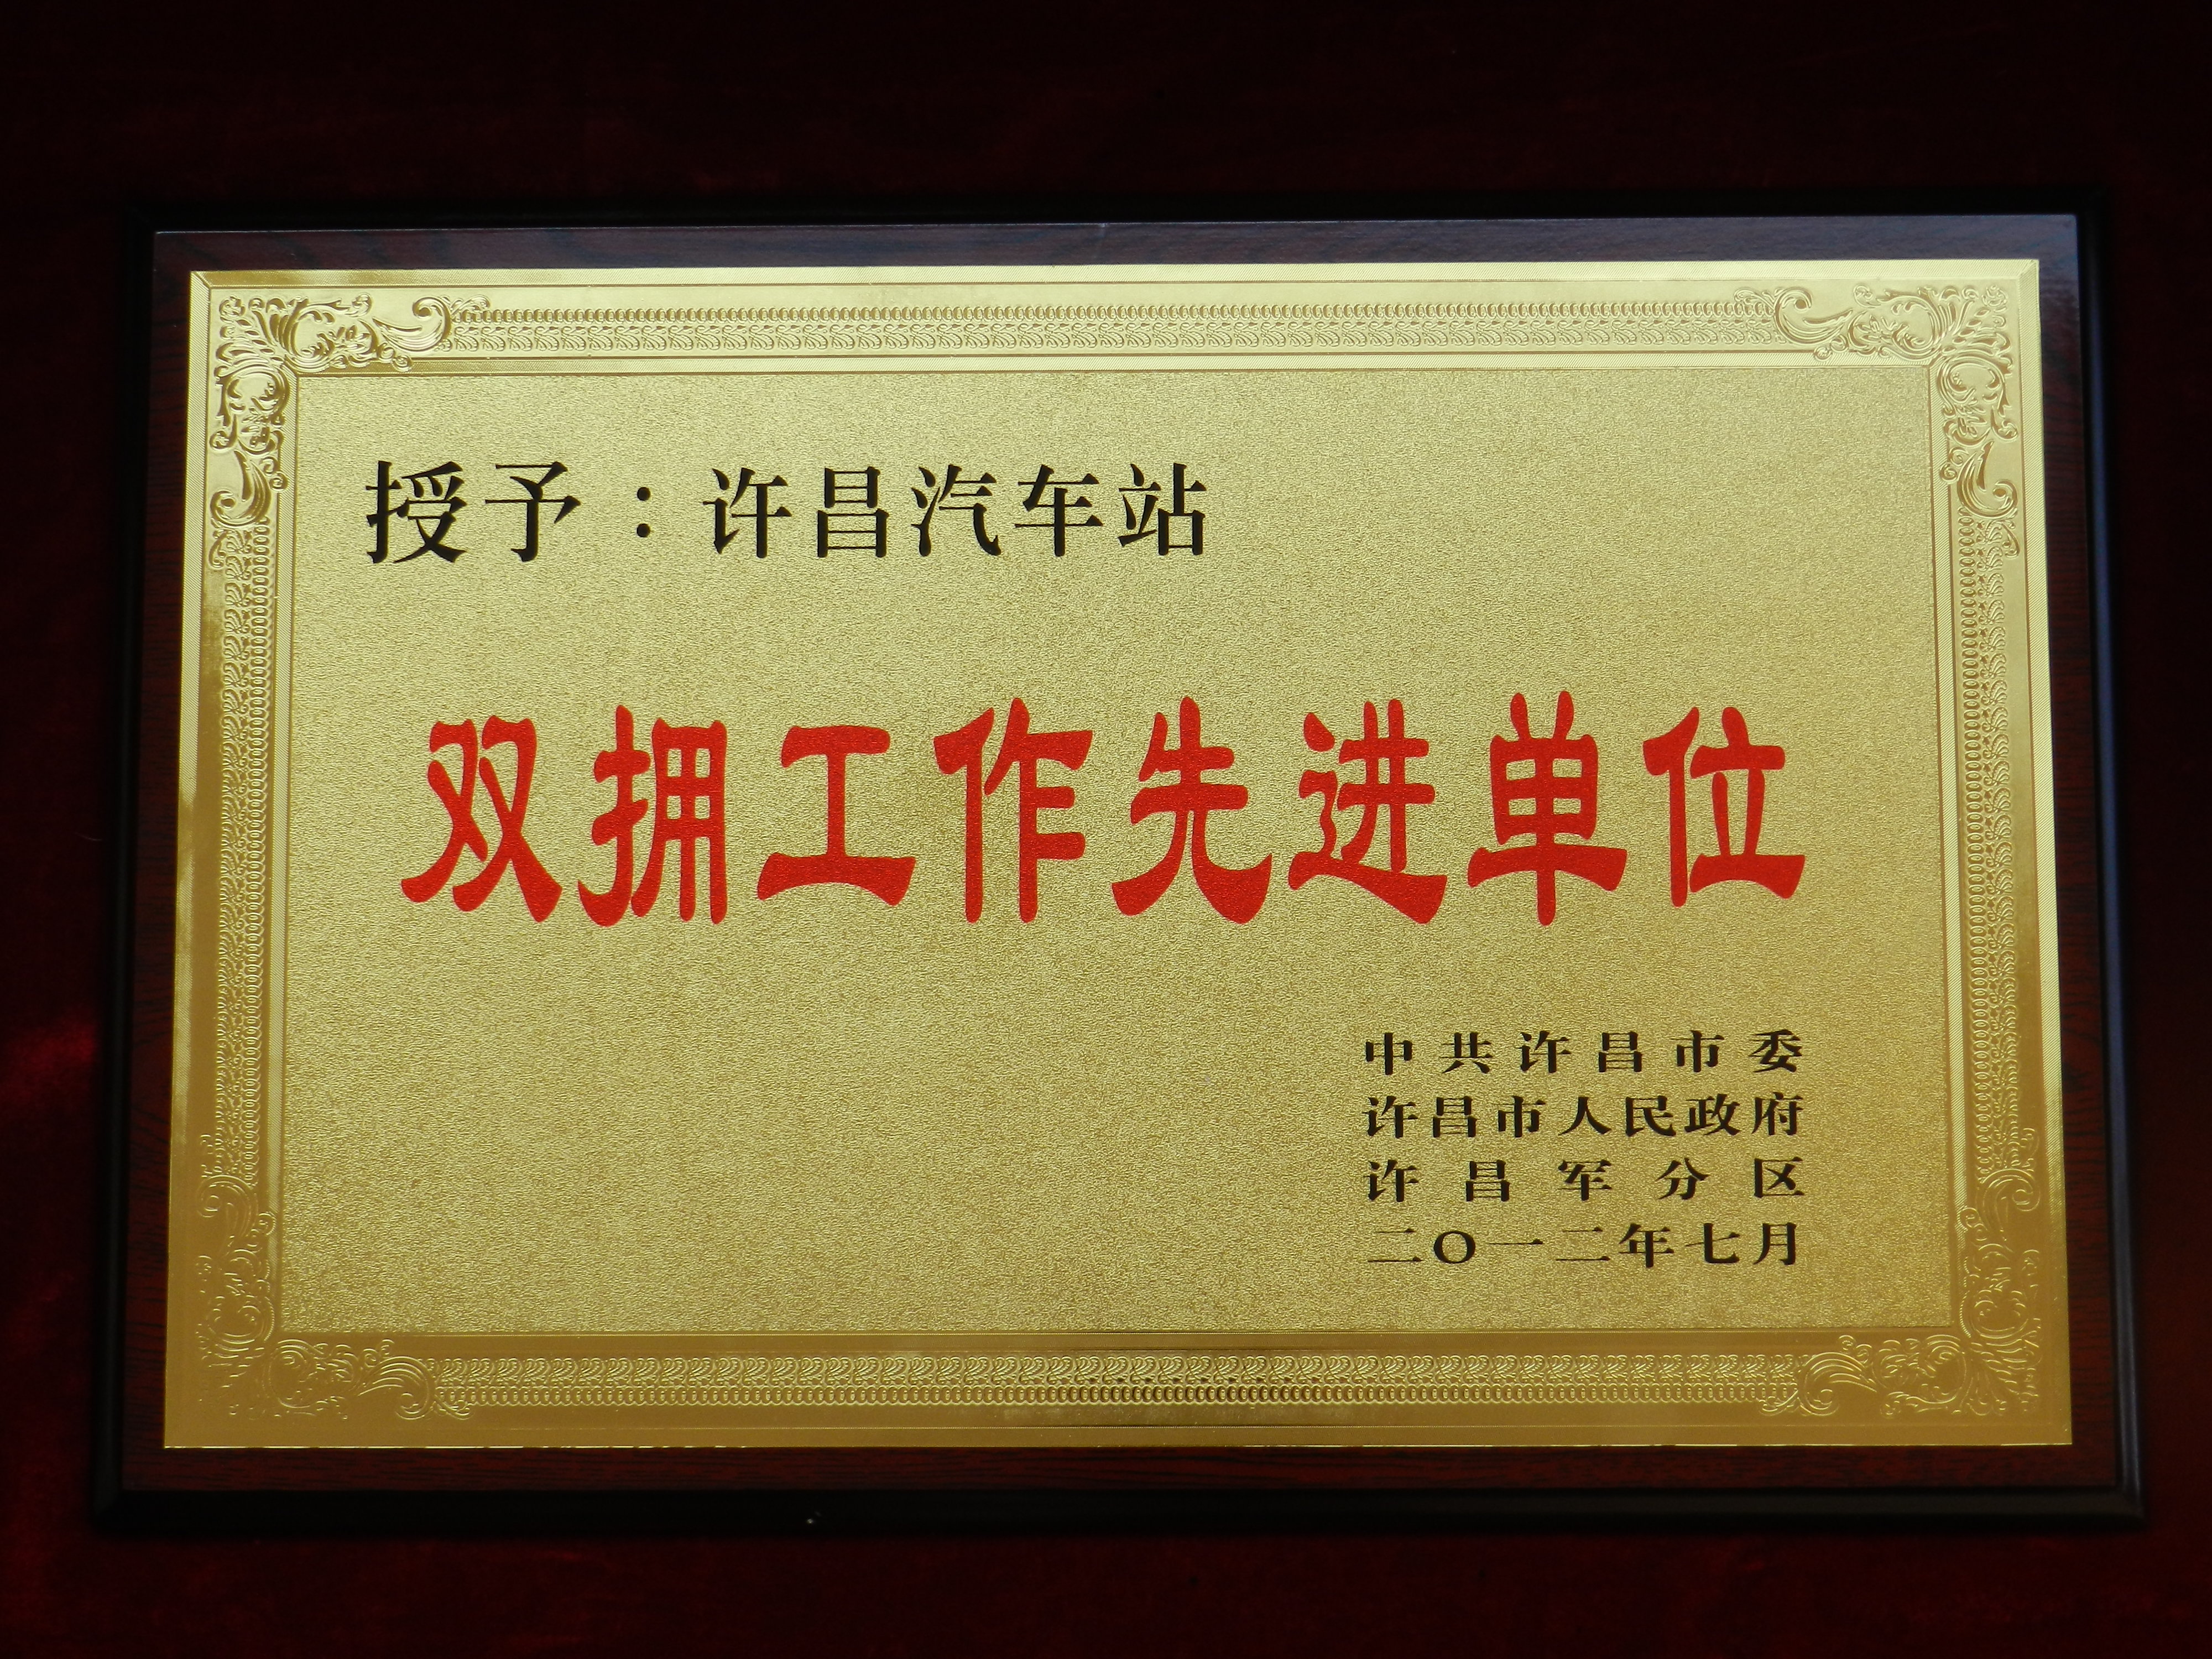 授予：许昌汽车站
双拥工作先进单位
中共许昌市委
许昌市人民政府
许昌军分区
二〇一二年七月